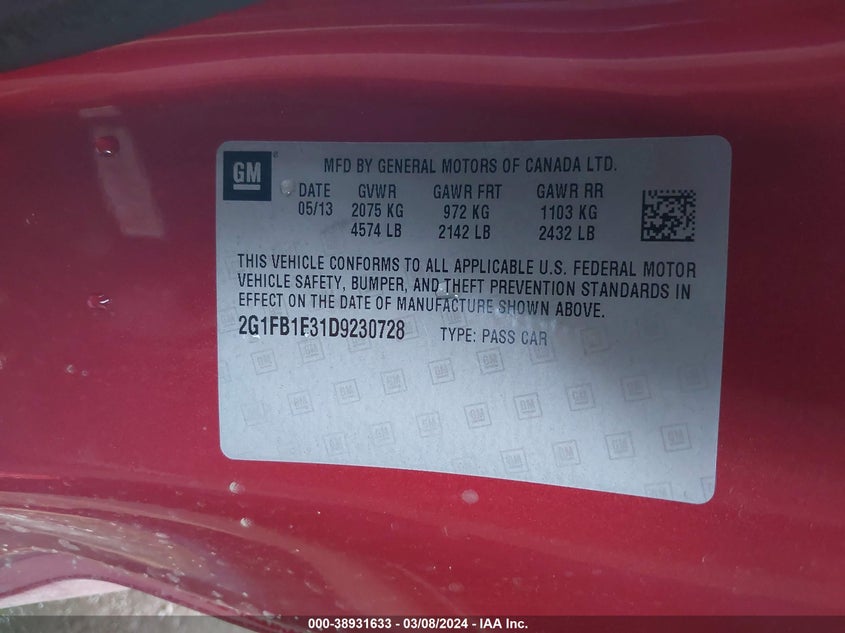 GM
MFD BY GENERAL MOTORS OF CANADA LTD.
DATE GVWR GAWR FRT GAWR RR
05/13 2075 KG 972 KG 1103 KG
4574 LB 2142 LB 2432 LB
THIS VEHICLE CONFORMS TO ALL APPLICABLE U.S. FEDERAL MOTOR
VEHICLE SAFETY, BUMPER, AND THEFT PREVENTION STANDARDS IN
EFFECT ON THE DATE OF MANUFACTURE SHOWN ABOVE.
2G1FB1E31D9230728 TYPE: PASS CAR
000-38931633 - 03/08/2024 - IAA Inc.